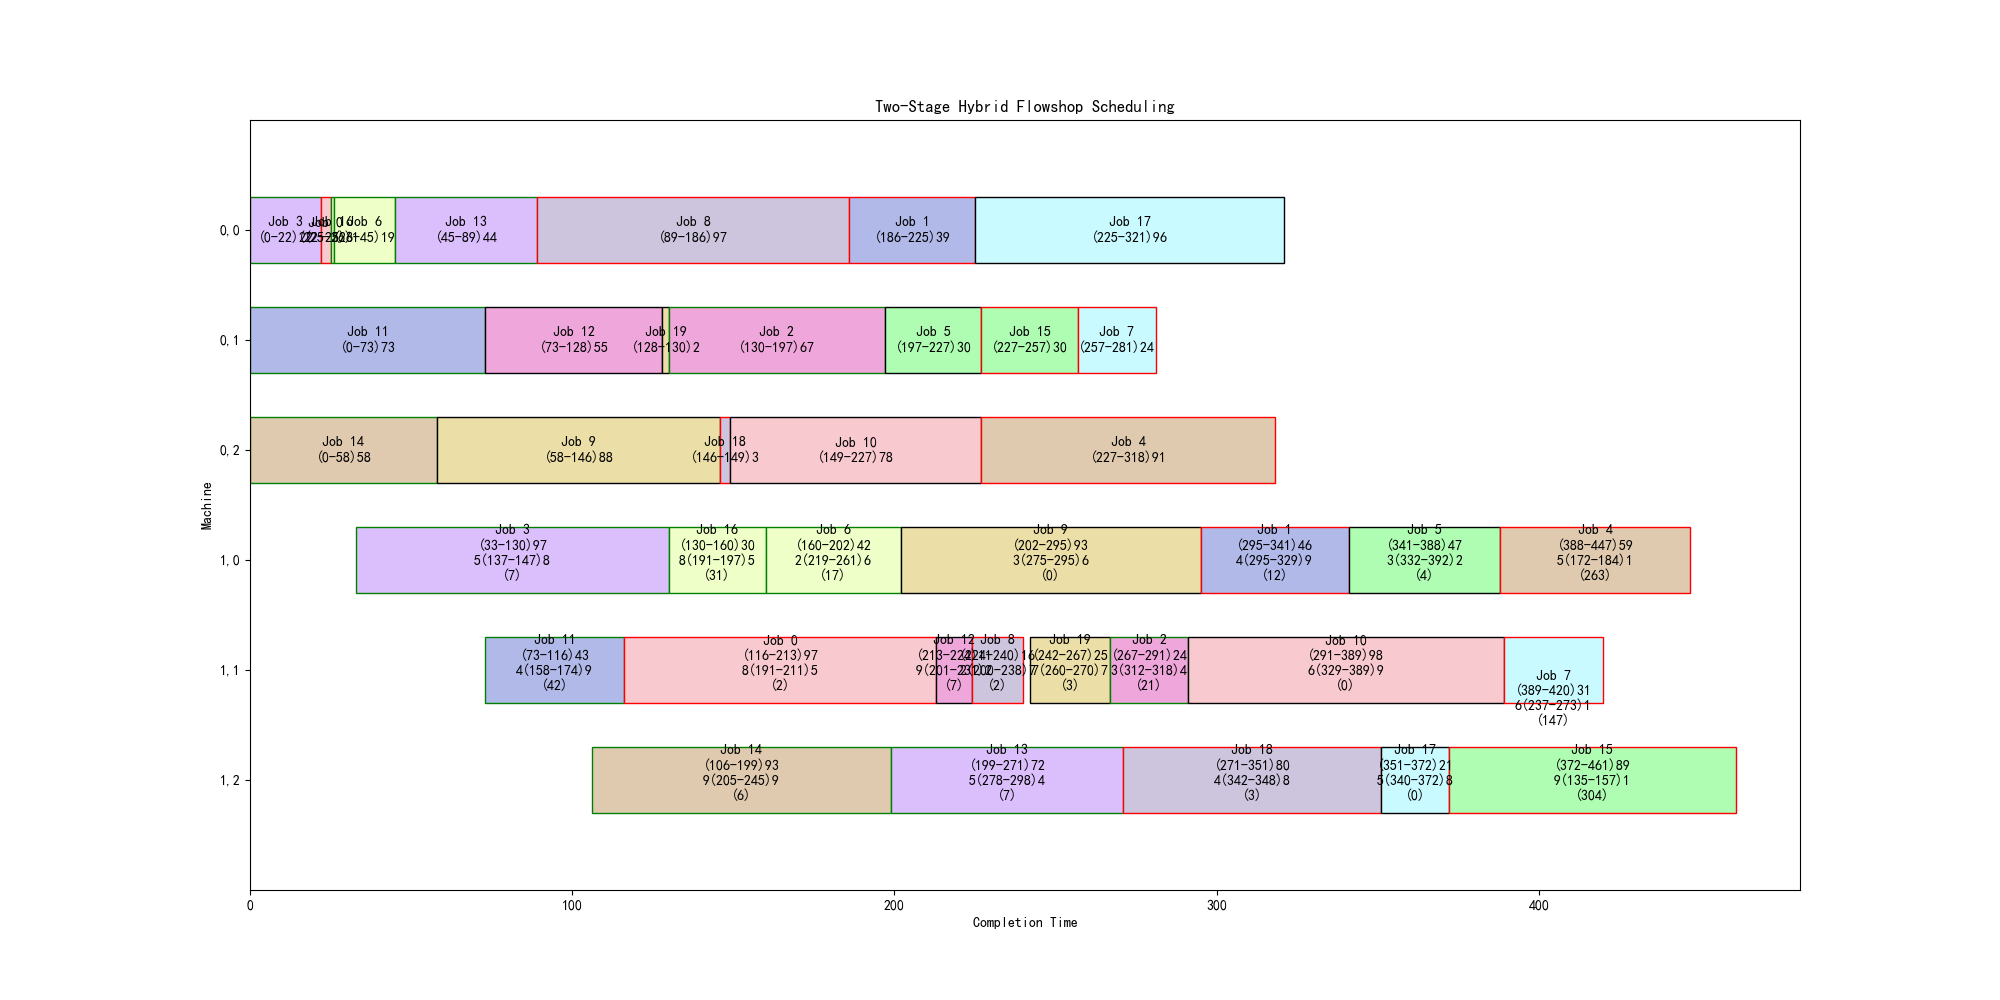 Two-Stage Hybrid Flowshop Scheduling
0,0
Job 3
Job 6
Job 13
(45-89)44
Job 8
(89-186)97
Job 1
(186-225)39
Job 17
(225-321)96
0,1
Job 11
(0-73)73
Job 12
(73-128)55
Job 19
(128-130)2
Job 2
(130-197)67
Job 5
(197-227)30
Job 15
(227-257)30
Job 7
(257-281)24
0,2
Job 14
(0-58)58
Job 9
(58-146)88
Job 18
(146-149)3
Job 10
(149-227)78
Job 4
(227-318)91
Machine
1,0
Job 3
(33-130)97
5(137-147)8
(7)
Job 16
(130-160)30
8(191-197)5
(31)
Job 6
(160-202)42
2(219-261)6
(17)
Job 9
(202-295)93
3(275-295)6
(0)
Job 1
(295-341)46
4(295-329)9
(12)
Job 5
(341-388)47
3(332-392)2
(4)
Job 4
(388-447)59
5(172-184)1
(263)
1,1
Job 11
(73-116)43
4(158-174)9
(42)
Job 0
(116-213)97
8(191-211)5
(2)
Job 12
(7)
Job 8
(2)
Job 19
(242-267)25
7(260-270)7
(3)
Job 2
(267-291)24
3(312-318)4
(21)
Job 10
(291-389)98
6(329-389)9
(0)
Job 7
(389-420)31
6(237-273)1
(147)
1,2
Job 14
(106-199)93
9(205-245)9
(6)
Job 13
(199-271)72
5(278-298)4
(7)
Job 18
(271-351)80
4(342-348)8
(3)
Job 17
(351-372)21
5(340-372)8
(0)
Job 15
(372-461)89
9(135-157)1
(304)
0
100
200
300
400
Completion Time